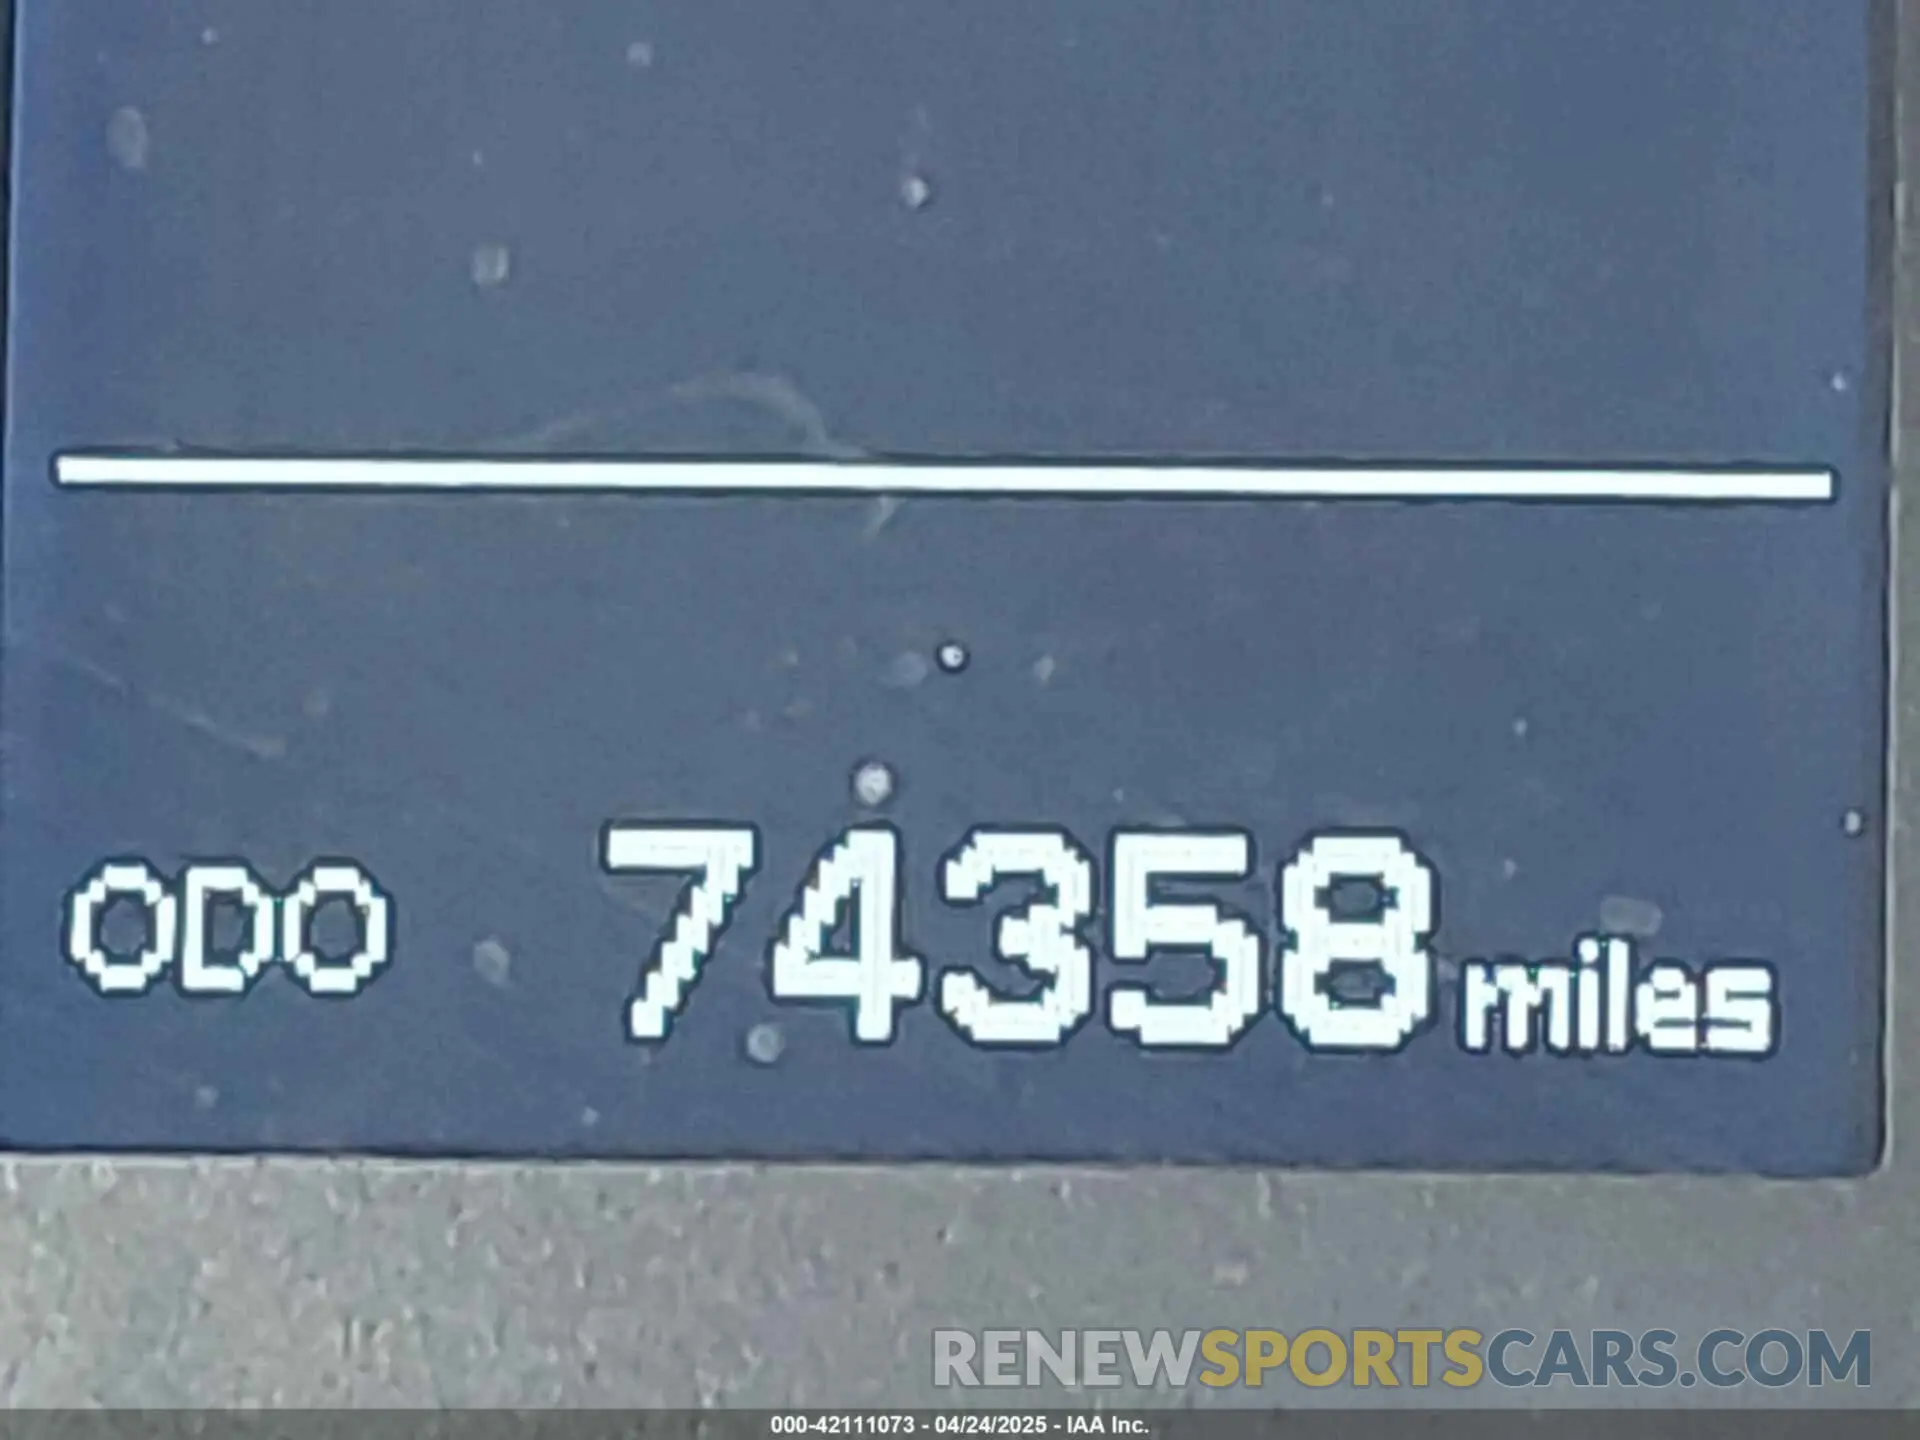 ODO 74358 miles
RENEWSPORTSCARS.COM
000-42111073 - 04/24/2025 - IAA Inc.